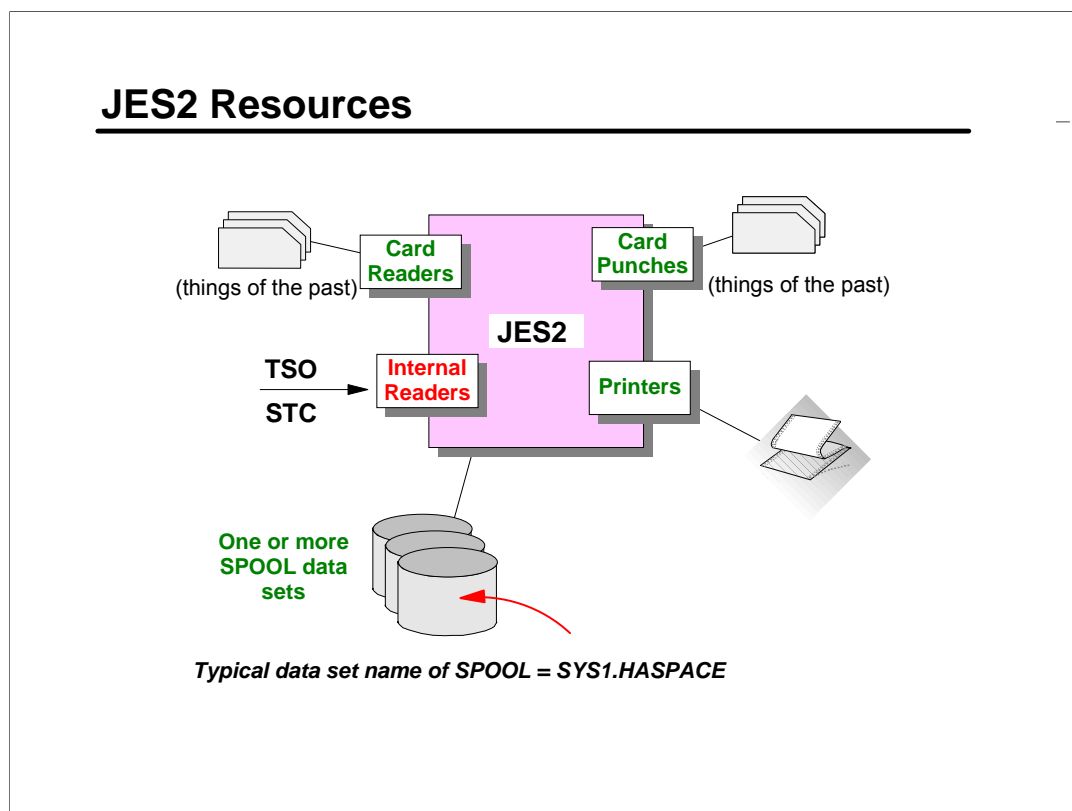 JES2 Resources
Card
Readers
(things of the past)
Card
Punches
(things of the past)
JES2
TSO
STC
Internal
Readers
Printers
One or more
SPOOL data
sets
Typical data set name of SPOOL = SYS1.HASPACE